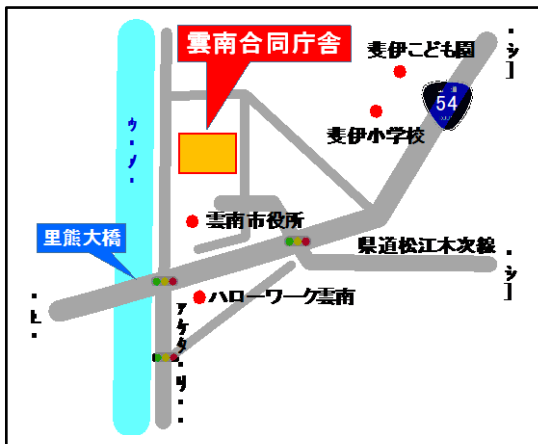 雲南合同庁舎
斐伊こども園
54
斐伊小学校
雲南市役所
里熊大橋
県道松江木次線
ハローワーク雲南